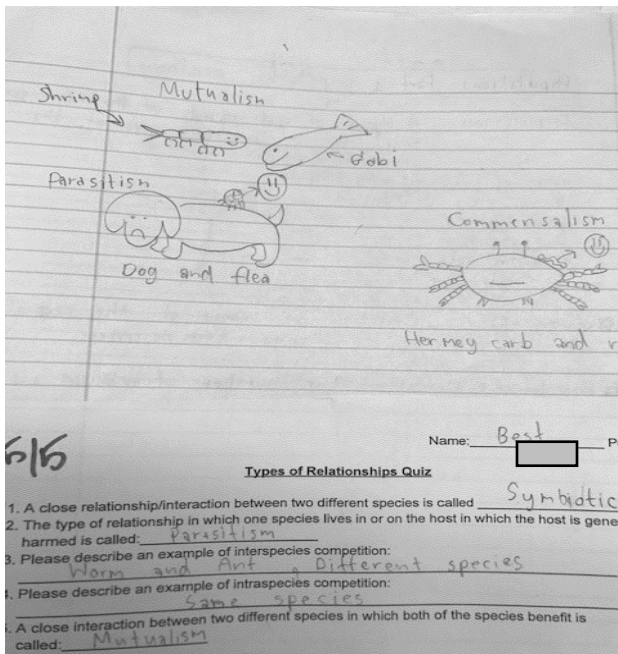 Mutualism
Shrimp
Gobi
Parasitism
Commensalism
Dog and flea
Hermey carb and r
5/5
Name: Best P
Types of Relationships Quiz
1. A close relationship/interaction between two different species is called Symbiotic
2. The type of relationship in which one species lives in or on the host in which the host is gene
harmed is called: Parasitism
3. Please describe an example of interspecies competition:
Worm and Ant , Different species
. Please describe an example of intraspecies competition:
Same species
. A close interaction between two different species in which both of the species benefit is
called: Mutualism